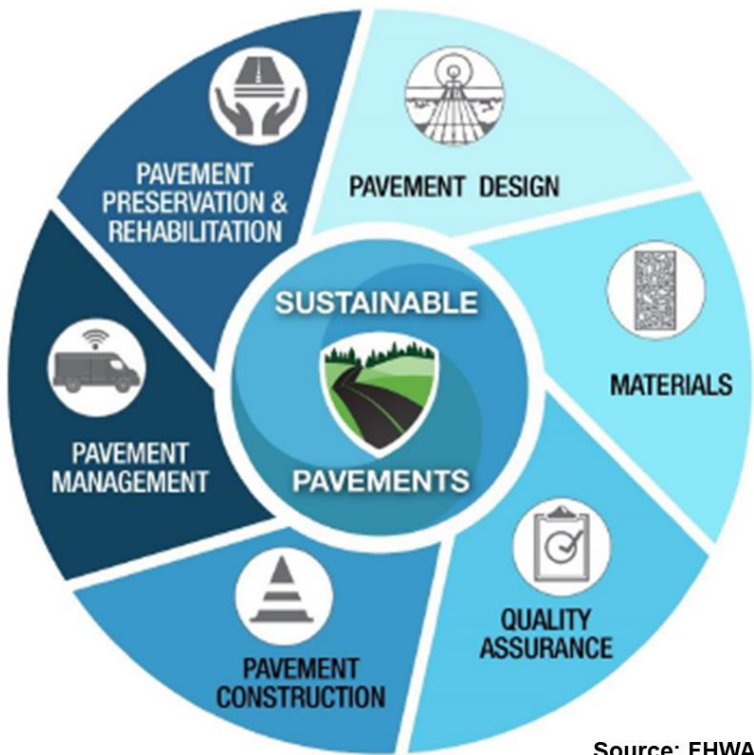 PAVEMENT
PRESERVATION &
REHABILITATION
PAVEMENT DESIGN
SUSTAINABLE
PAVEMENTS
MATERIALS
PAVEMENT
MANAGEMENT
QUALITY
ASSURANCE
PAVEMENT
CONSTRUCTION
Source: FHWA